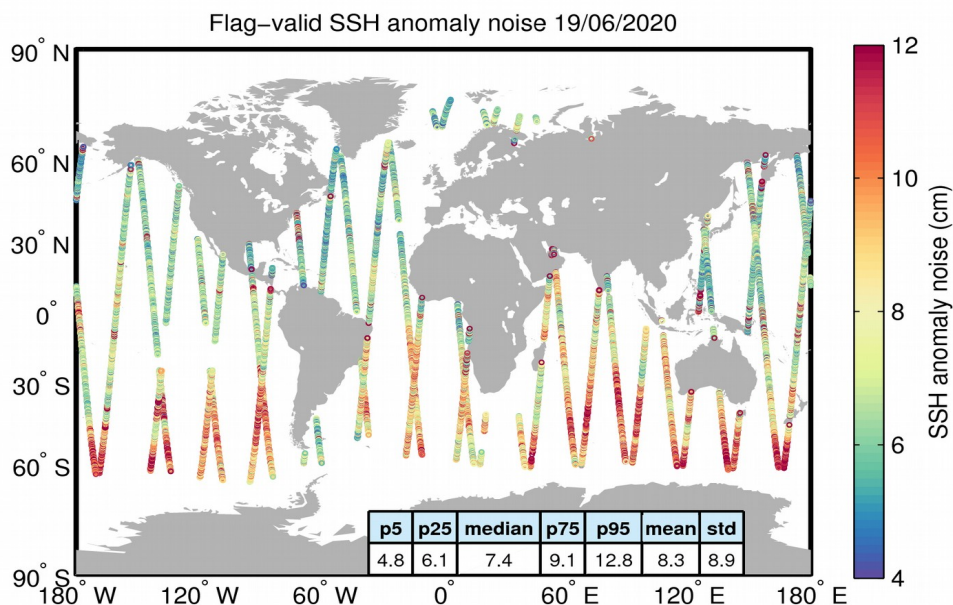 Flag–valid SSH anomaly noise 19/06/2020
90° N
60° N
30° N
0°
30° S
60° S
90° S
180° W
120° W
60° W
0°
60° E
120° E
180° E
p5 p25 median p75 p95 mean std
4.8 6.1 7.4 9.1 12.8 8.3 8.9
12
10
8
6
4
SSH anomaly noise (cm)